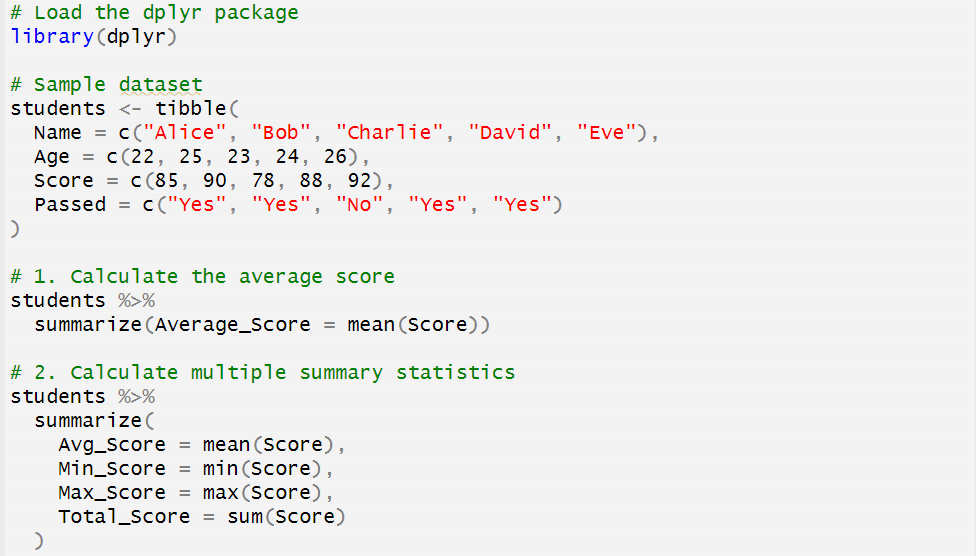 # Load the dplyr package
library(dplyr)

# Sample dataset
students <- tibble(
  Name = c("Alice", "Bob", "Charlie", "David", "Eve"),
  Age = c(22, 25, 23, 24, 26),
  Score = c(85, 90, 78, 88, 92),
  Passed = c("Yes", "Yes", "No", "Yes", "Yes")
)

# 1. Calculate the average score
students %>%
  summarize(Average_Score = mean(Score))

# 2. Calculate multiple summary statistics
students %>%
  summarize(
    Avg_Score = mean(Score),
    Min_Score = min(Score),
    Max_Score = max(Score),
    Total_Score = sum(Score)
  )